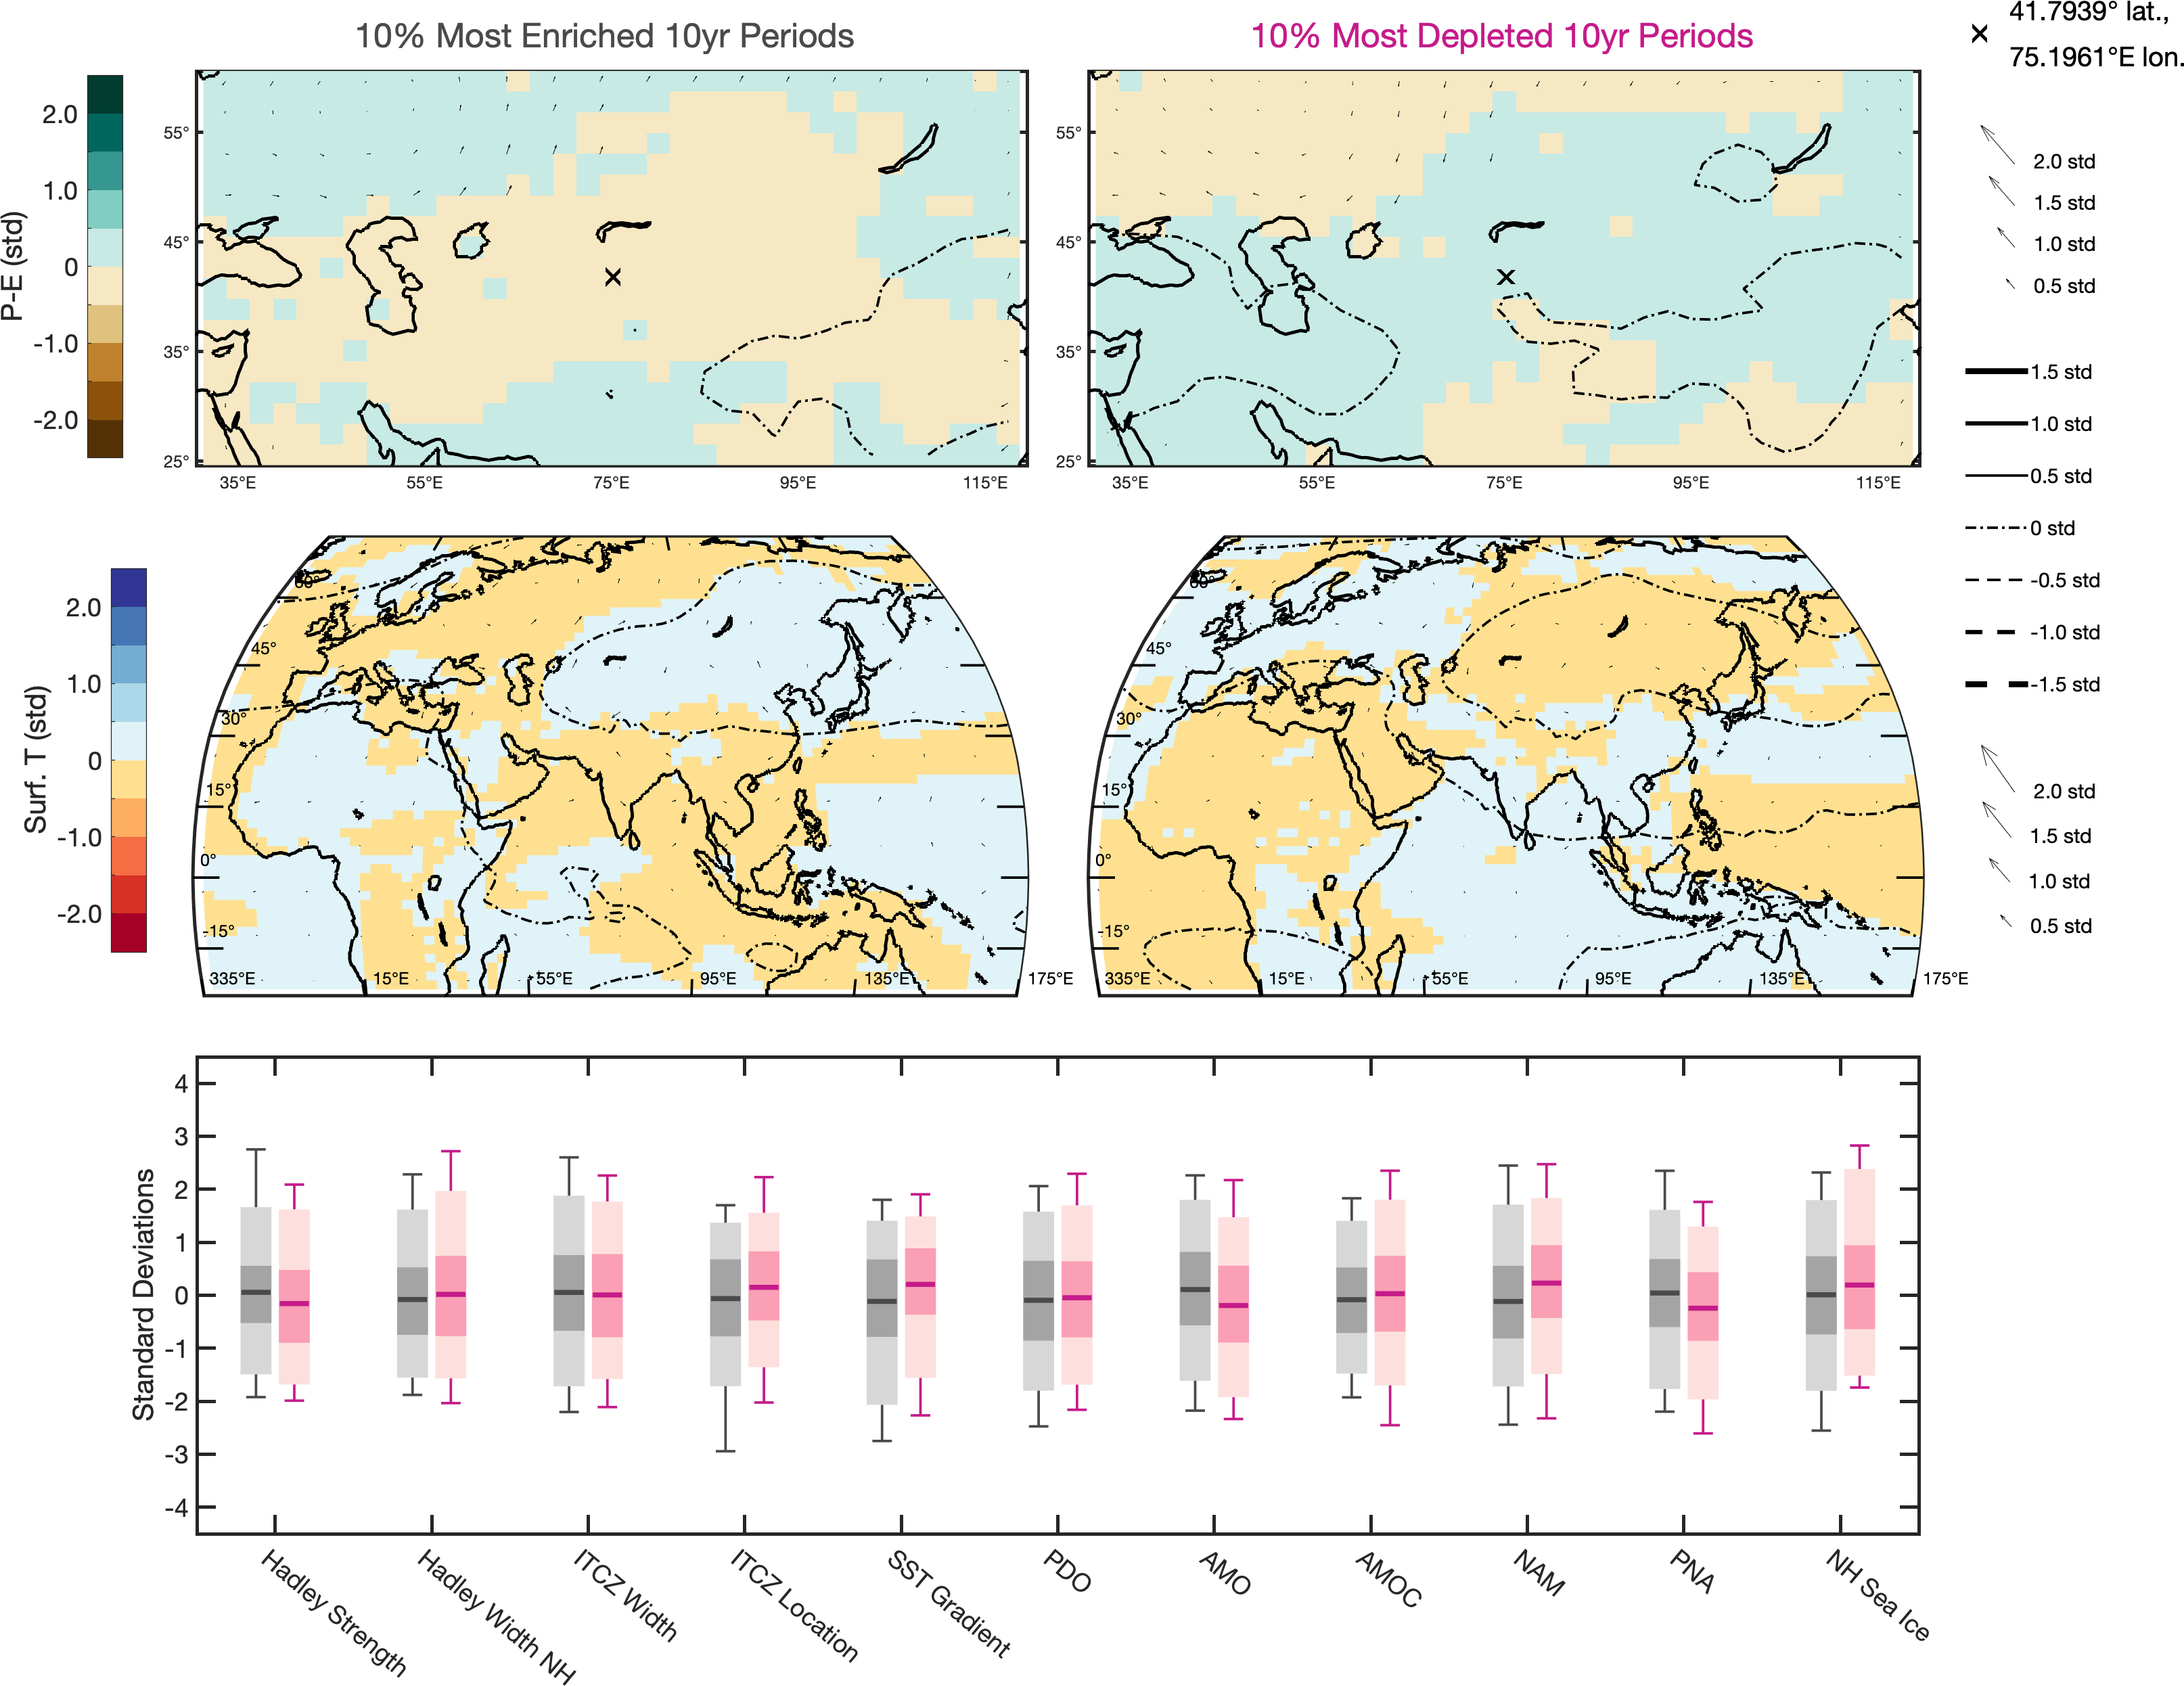 10% Most Enriched 10yr Periods
10% Most Depleted 10yr Periods
41.7939° lat.,
75.1961°E lon.
P-E (std)
2.0
1.0
0
-1.0
-2.0
55°
45°
35°
25°
35°E 55°E 75°E 95°E 115°E
55°
45°
35°
25°
35°E 55°E 75°E 95°E 115°E
2.0 std
1.5 std
1.0 std
0.5 std
1.5 std
1.0 std
0.5 std
0 std
-0.5 std
-1.0 std
-1.5 std
Surf. T (std)
2.0
1.0
0
-1.0
-2.0
60°
45°
30°
15°
0°
-15°
335°E 15°E 55°E 95°E 135°E 175°E
60°
45°
30°
15°
0°
-15°
335°E 15°E 55°E 95°E 135°E 175°E
2.0 std
1.5 std
1.0 std
0.5 std
Standard Deviations
4
3
2
1
0
-1
-2
-3
-4
Hadley Strength
Hadley Width NH
ITCZ Width
ITCZ Location
SST Gradient
PDO
AMO
AMOC
NAM
PNA
NH Sea Ice